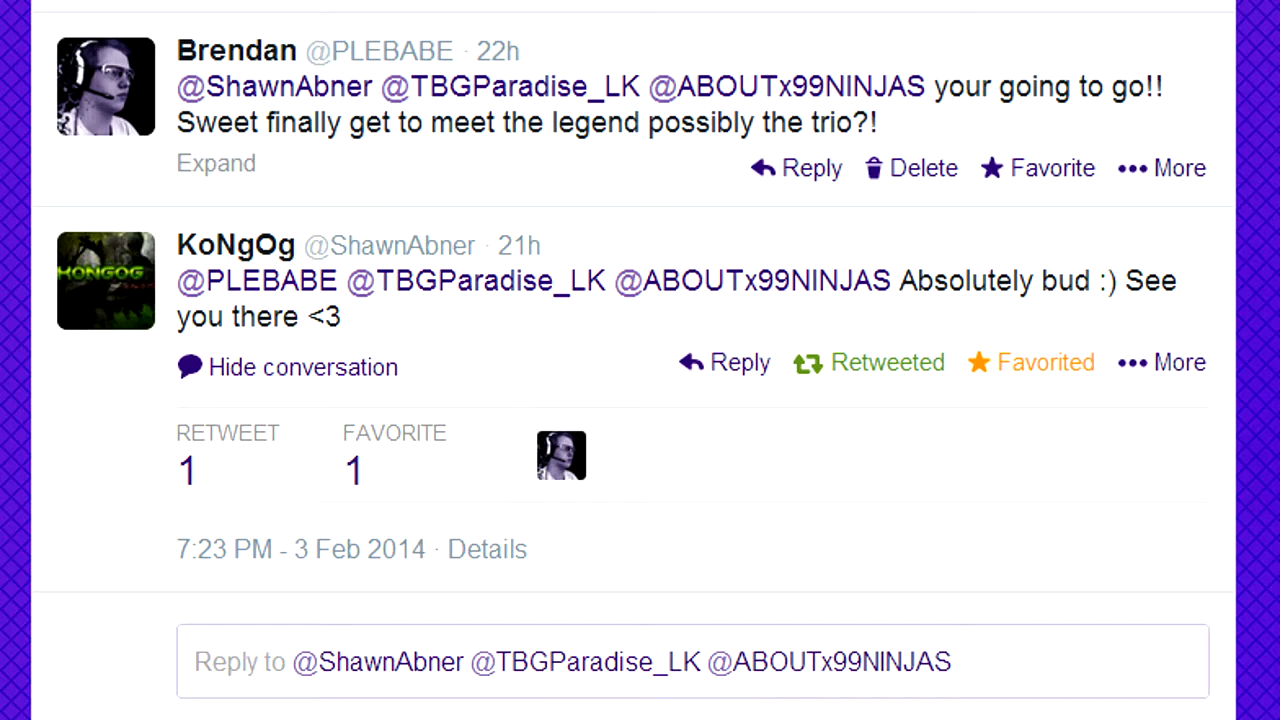 Brendan @PLEBABE · 22h
@ShawnAbner @TBGParadise_LK @ABOUTx99NINJAS your going to go!!
Sweet finally get to meet the legend possibly the trio?!
Expand
Reply Delete Favorite More
KoNgOg @ShawnAbner · 21h
KONGOG
@PLEBABE @TBGParadise_LK @ABOUTx99NINJAS Absolutely bud :) See
you there <3
Hide conversation
Reply Retweeted Favorited More
RETWEET FAVORITE
1 1
7:23 PM - 3 Feb 2014 · Details
Reply to @ShawnAbner @TBGParadise_LK @ABOUTx99NINJAS